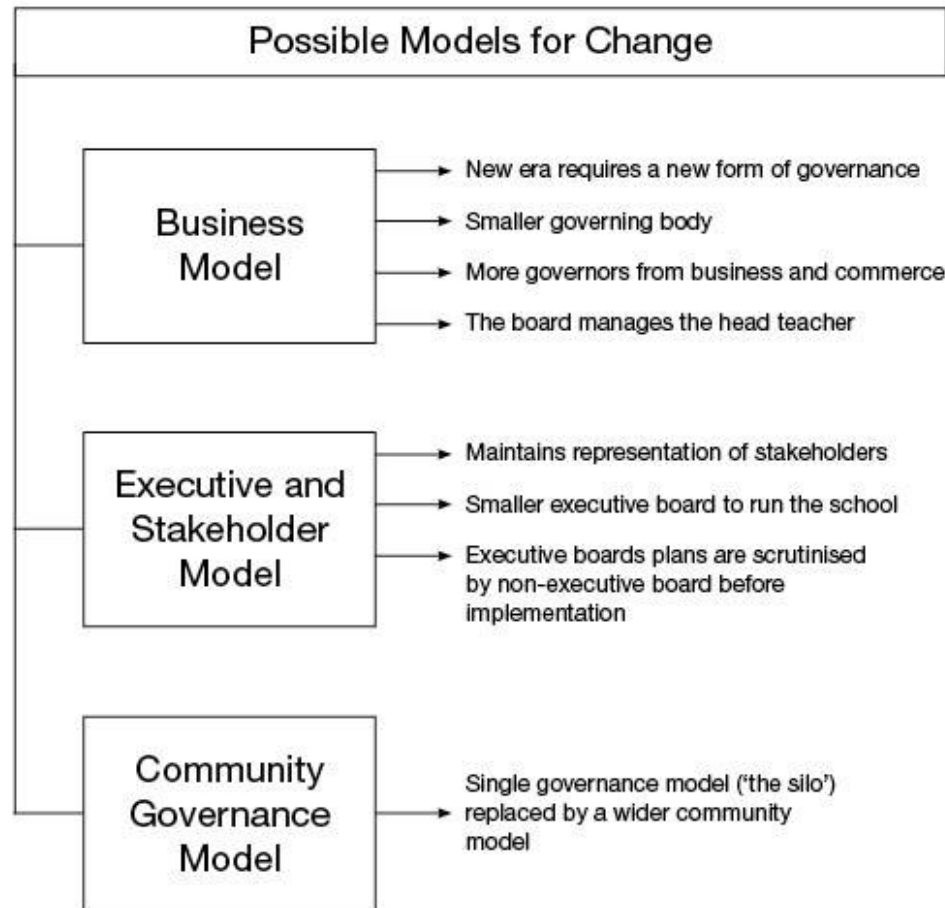 Possible Models for Change
Business
Model
New era requires a new form of governance
Smaller governing body
More governors from business and commerce
The board manages the head teacher
Executive and
Stakeholder
Model
Maintains representation of stakeholders
Smaller executive board to run the school
Executive boards plans are scrutinised
by non-executive board before
implementation
Community
Governance
Model
Single governance model (‘the silo’)
replaced by a wider community
model